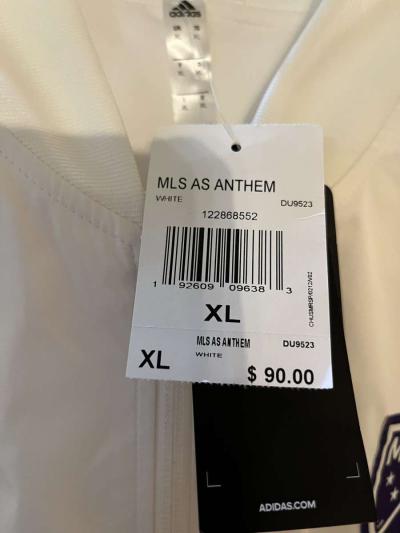 adidas
MLS AS ANTHEM
WHITE DU9523
122868552
1 92609 09638 3
XL
MLS AS ANTHEM DU9523
XL WHITE
$ 90.00
ADIDAS.COM
M